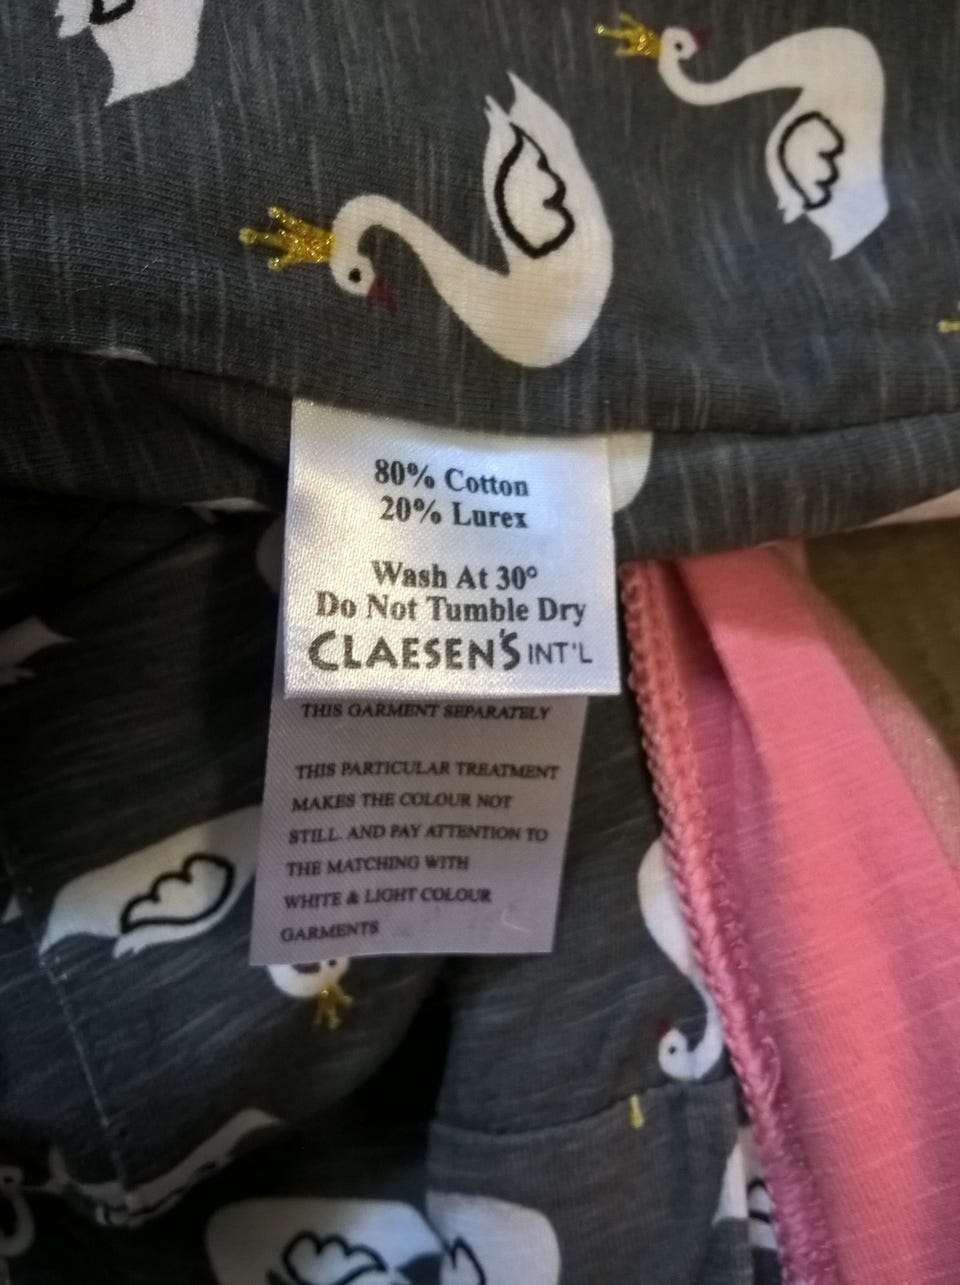 80% Cotton
20% Lurex
Wash At 30°
Do Not Tumble Dry
CLAESEN'S INT'L
THIS GARMENT SEPARATELY
THIS PARTICULAR TREATMENT
MAKES THE COLOUR NOT
STILL. AND PAY ATTENTION TO
THE MATCHING WITH
WHITE & LIGHT COLOUR
GARMENTS